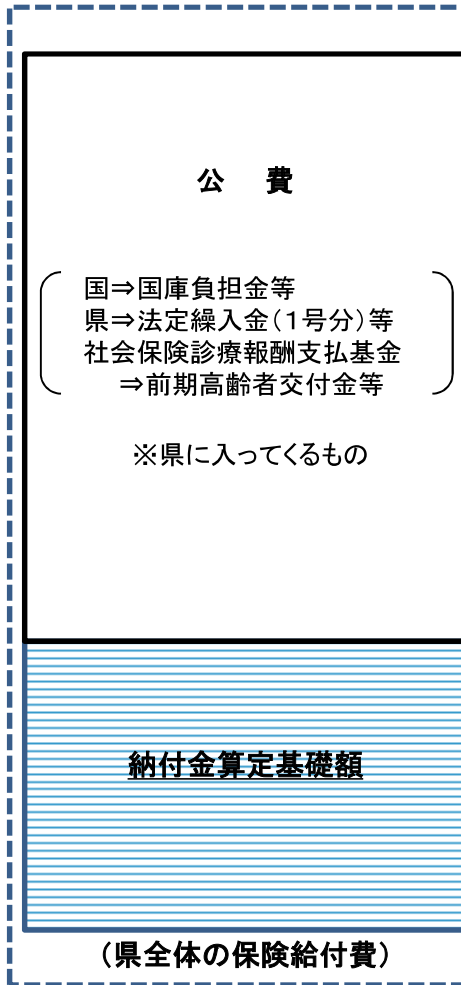 公　費
国⇒国庫負担金等
県⇒法定繰入金（１号分）等
社会保険診療報酬支払基金
⇒前期高齢者交付金等
※県に入ってくるもの
納付金算定基礎額
（県全体の保険給付費）